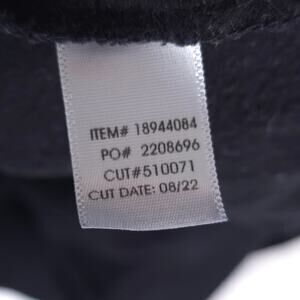 ITEM# 18944084
PO# 2208696
CUT#510071
CUT DATE: 08/22